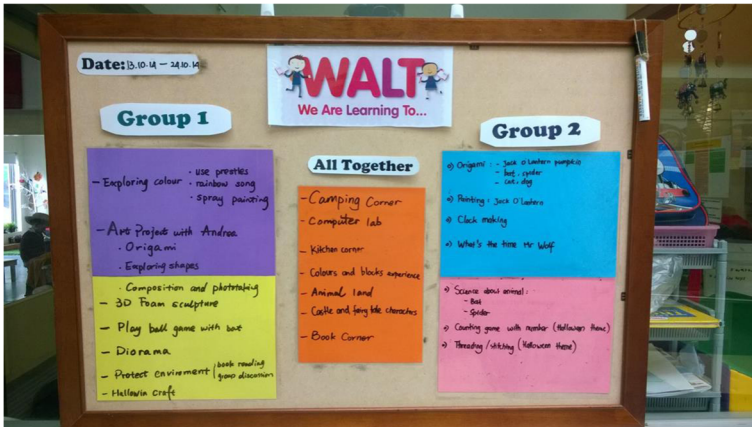 Date: 13.10.14 - 24.10.14
WALT
We Are Learning To...
Group 1
- Exploring colour
· use prestles
· rainbow song
· spray painting
- Art Project with Andrea
· Origami
· Exploring shapes
· Composition and phototaking
- 3D Foam sculpture
- Play ball game with bat
- Diorama
- Protect enviroment
book reading
group discussion
- Hallowin Craft
All Together
- Camping Corner
- Computer lab
- Kitchen corner
- Colours and blocks experience
- Animal land
- Castle and fairy tale characters
- Book Corner
Group 2
Origami: - Jack O'Lantern pumpkin
- bat, spider
- cat, dog
Painting: Jack O'Lantern
Clock making
What's the time Mr Wolf
Science about animal:
- Bat
- Spider
Counting game with number (Halloween theme)
Threading/stitching (Halloween theme)